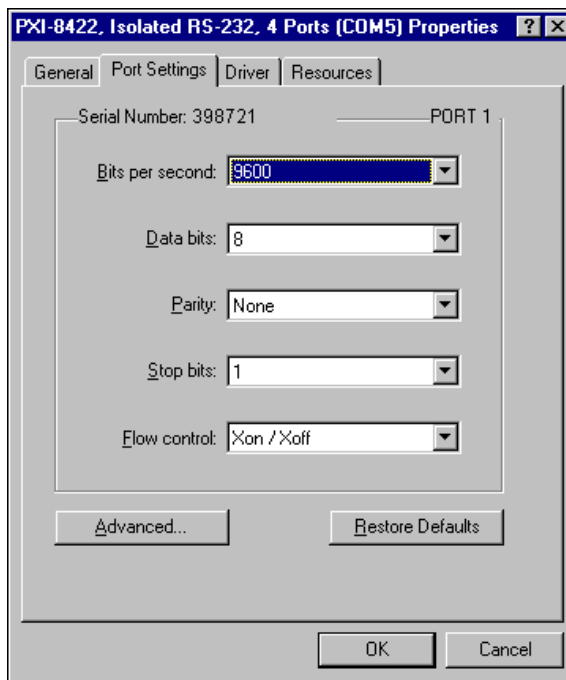 PXI-8422, Isolated RS-232, 4 Ports (COM5) Properties
General Port Settings Driver Resources
Serial Number: 398721 PORT 1
Bits per second: 9600
Data bits: 8
Parity: None
Stop bits: 1
Flow control: Xon / Xoff
Advanced... Restore Defaults
OK Cancel